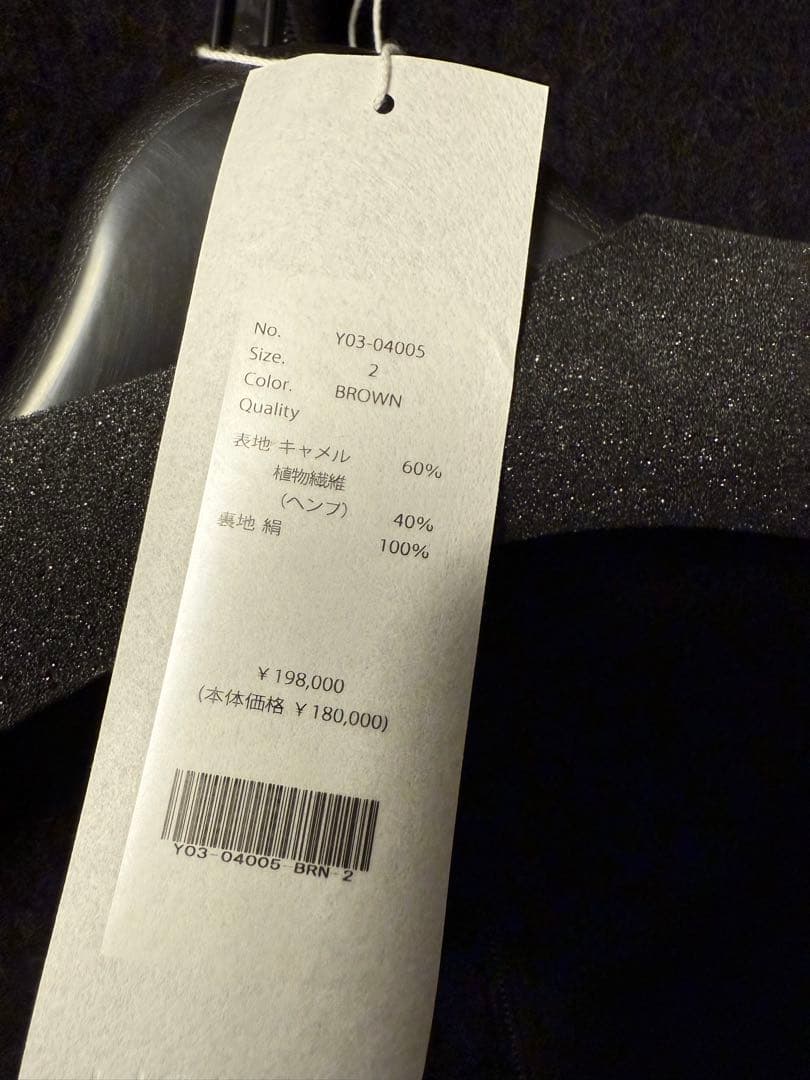 No. Y03-04005
Size. 2
Color. BROWN
Quality
表地 キャメル 60%
植物繊維
(ヘンプ) 40%
裏地 絹 100%
¥198,000
(本体価格 ¥180,000)
Y03-04005-BRN-2